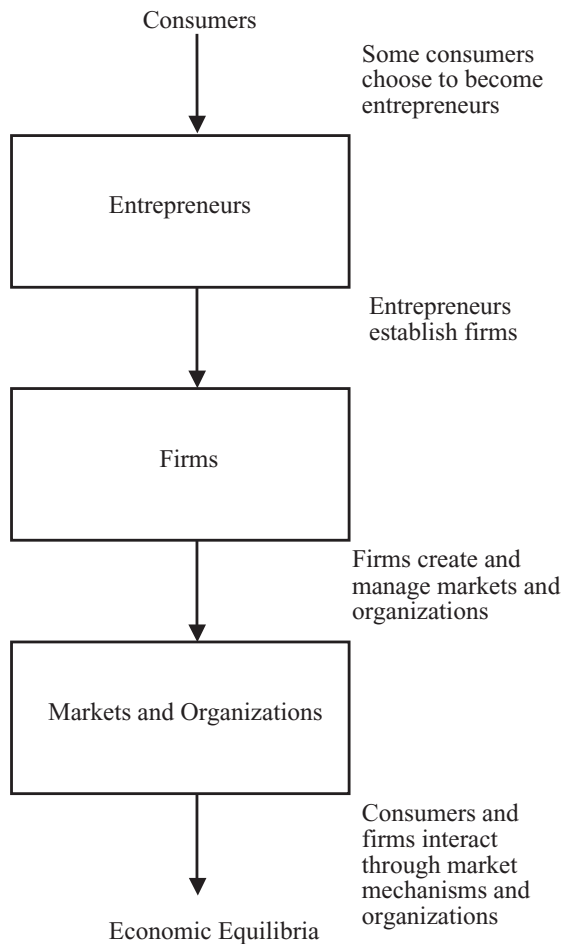 Consumers
Some consumers
choose to become
entrepreneurs
Entrepreneurs
Entrepreneurs
establish firms
Firms
Firms create and
manage markets and
organizations
Markets and Organizations
Consumers and
firms interact
through market
mechanisms and
organizations
Economic Equilibria